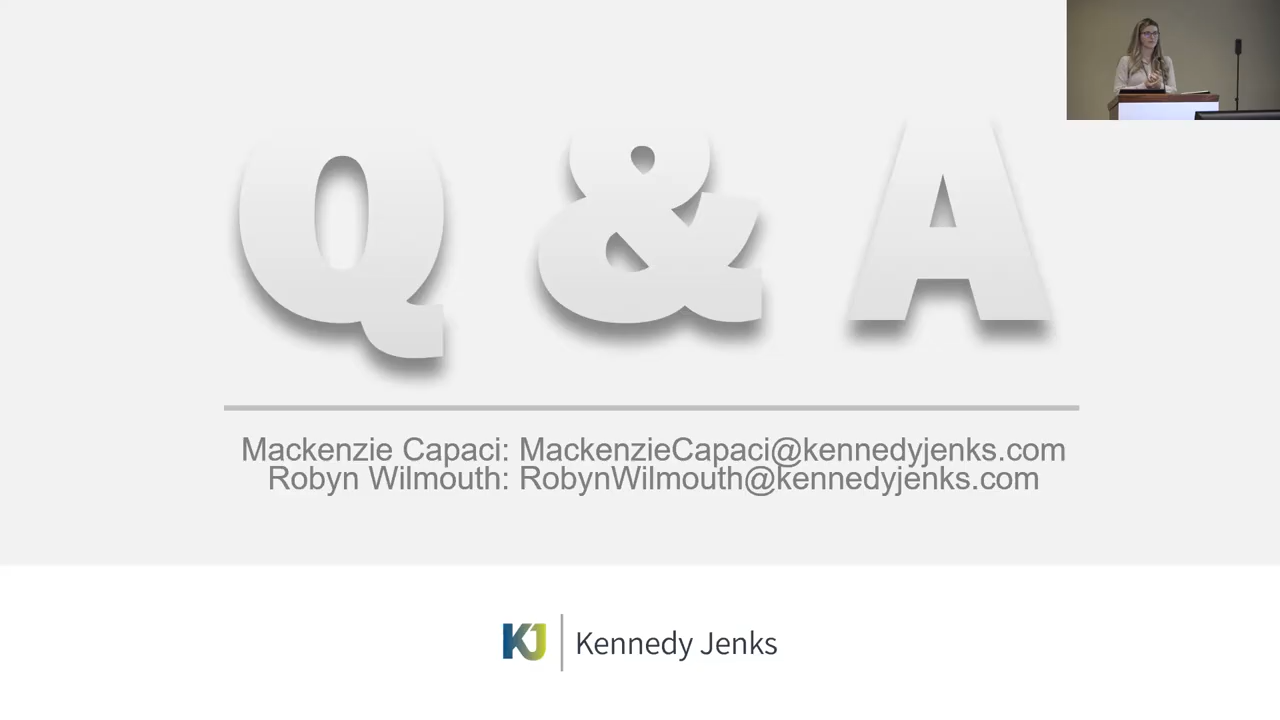 Q & A
Mackenzie Capaci: MackenzieCapaci@kennedyjenks.com
Robyn Wilmouth: RobynWilmouth@kennedyjenks.com
KJ Kennedy Jenks